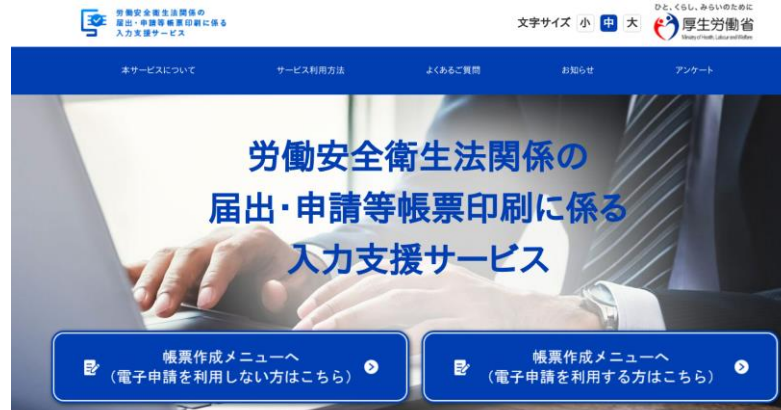 労働安全衛生法関係の
届出・申請等帳票印刷に係る
入力支援サービス
文字サイズ 小 中 大
ひと、くらし、みらいのために
厚生労働省
Ministry of Health, Labour and Welfare
本サービスについて
サービス利用方法
よくあるご質問
お知らせ
アンケート
労働安全衛生法関係の
届出・申請等帳票印刷に係る
入力支援サービス
帳票作成メニューへ
(電子申請を利用しない方はこちら)
帳票作成メニューへ
(電子申請を利用する方はこちら)